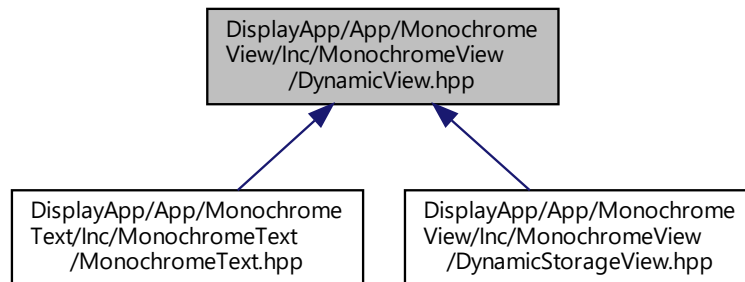 DisplayApp/App/Monochrome
View/Inc/MonochromeView
/DynamicView.hpp
DisplayApp/App/Monochrome
Text/Inc/MonochromeText
/MonochromeText.hpp
DisplayApp/App/Monochrome
View/Inc/MonochromeView
/DynamicStorageView.hpp